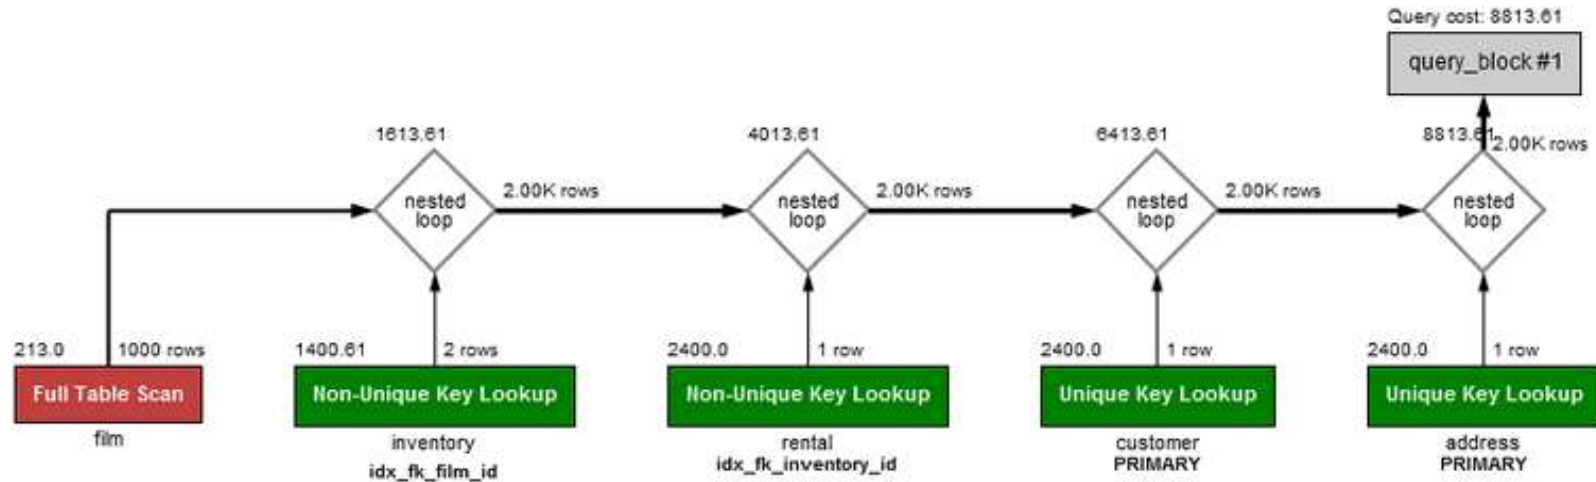 Query cost: 8813.61
query_block #1
1613.61
4013.61
6413.61
8813.61
2.00K rows
nested
loop
2.00K rows
nested
loop
2.00K rows
nested
loop
2.00K rows
nested
loop
213.0
1000 rows
1400.61
2 rows
2400.0
1 row
2400.0
1 row
2400.0
1 row
Full Table Scan
Non-Unique Key Lookup
Non-Unique Key Lookup
Unique Key Lookup
Unique Key Lookup
film
inventory
idx_fk_film_id
rental
idx_fk_inventory_id
customer
PRIMARY
address
PRIMARY